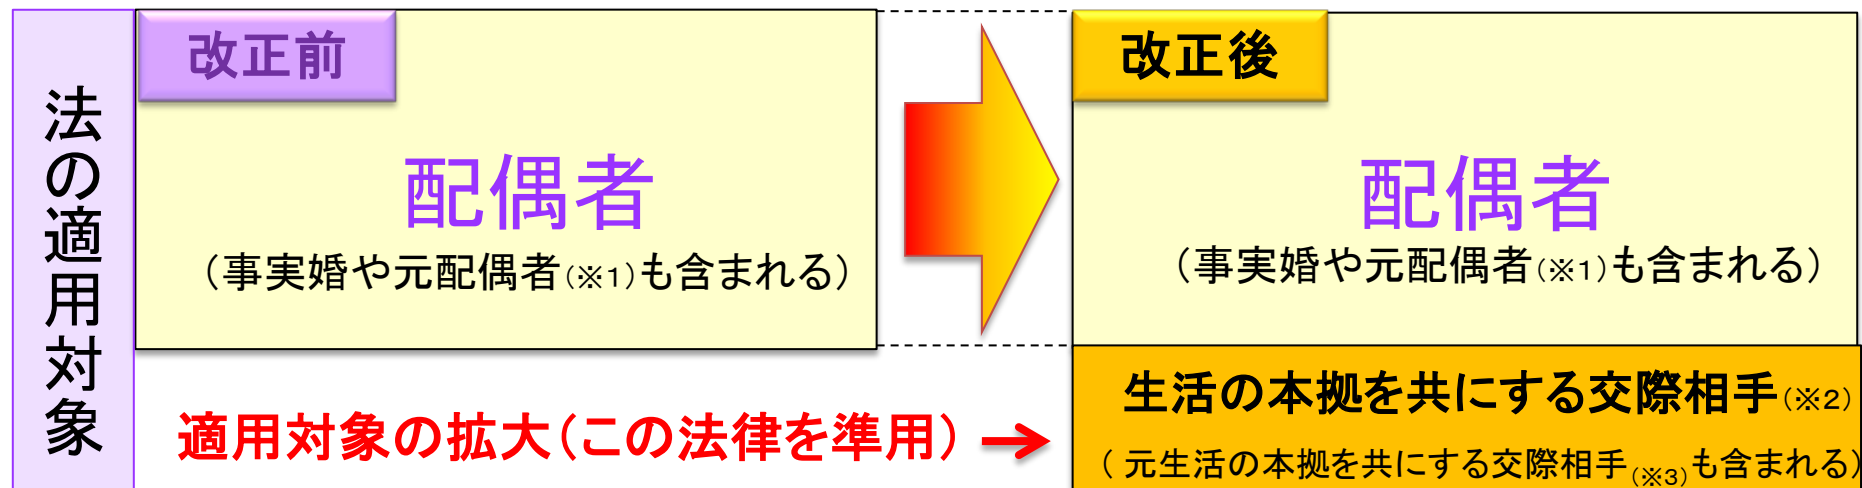 法の適用対象
改正前
配偶者
（事実婚や元配偶者(※1)も含まれる）
改正後
配偶者
（事実婚や元配偶者(※1)も含まれる）
適用対象の拡大（この法律を準用）→
生活の本拠を共にする交際相手(※2)
（ 元生活の本拠を共にする交際相手(※3)も含まれる）